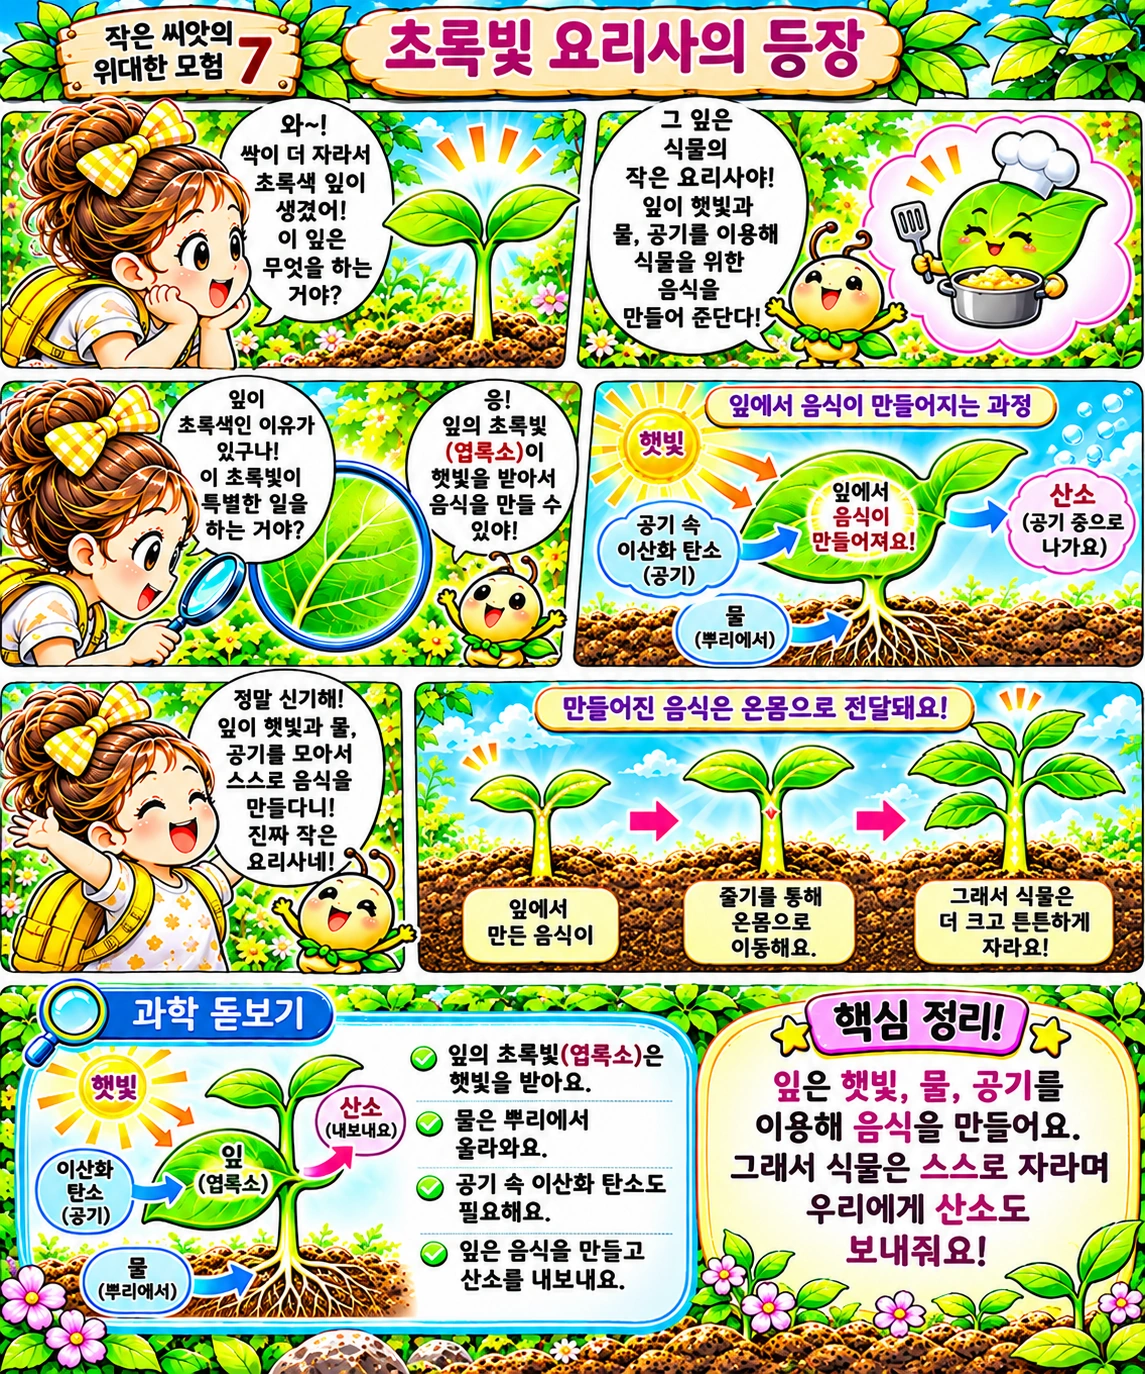 작은 씨앗의
위대한 모험 7
초록빛 요리사의 등장
와~!
싹이 더 자라서
초록색 잎이
생겼어!
이 잎은
무엇을 하는
거야?
그 잎은
식물의
작은 요리사야!
잎이 햇빛과
물, 공기를 이용해
식물을 위한
음식을
만들어 준단다!
잎이
초록색인 이유가
있구나!
이 초록빛이
특별한 일을
하는 거야?
응!
잎의 초록빛
(엽록소)이
햇빛을 받아서
음식을 만들 수
있야!
잎에서 음식이 만들어지는 과정
햇빛
공기 속
이산화 탄소
(공기)
물
(뿌리에서)
잎에서
음식이
만들어져요!
산소
(공기 중으로
나가요)
정말 신기해!
잎이 햇빛과 물,
공기를 모아서
스스로 음식을
만들다니!
진짜 작은
요리사네!
만들어진 음식은 온몸으로 전달돼요!
잎에서
만든 음식이
줄기를 통해
온몸으로
이동해요.
그래서 식물은
더 크고 튼튼하게
자라요!
과학 돋보기
햇빛
이산화
탄소
(공기)
물
(뿌리에서)
잎
(엽록소)
산소
(내보내요)
잎의 초록빛(엽록소)은
햇빛을 받아요.
물은 뿌리에서
올라와요.
공기 속 이산화 탄소도
필요해요.
잎은 음식을 만들고
산소를 내보내요.
핵심 정리!
잎은 햇빛, 물, 공기를
이용해 음식을 만들어요.
그래서 식물은 스스로 자라며
우리에게 산소도
보내줘요!